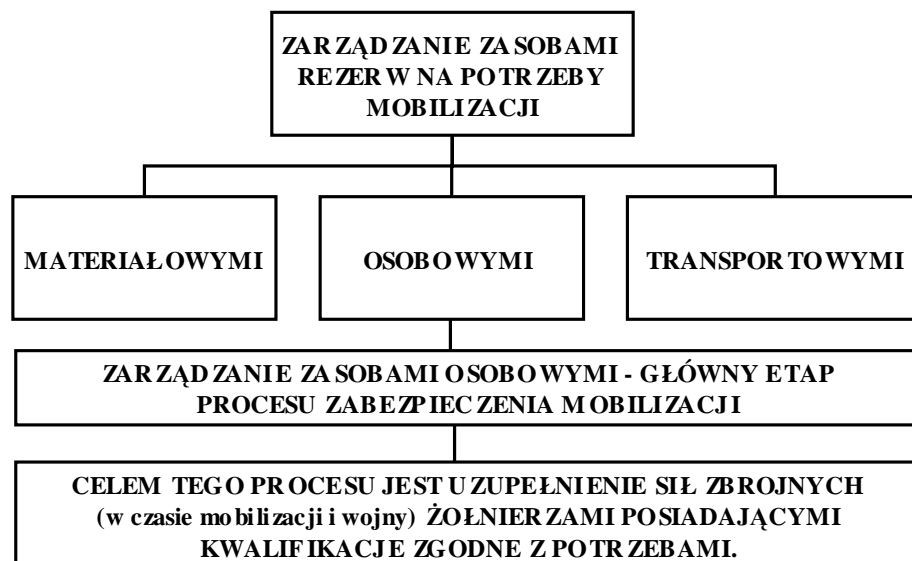 ZARZĄDZANIE ZASOBAMI
REZERW NA POTRZEBY
MOBILIZACJI
MATERIAŁOWYMI
OSOBOWYMI
TRANSPORTOWYMI
ZARZĄDZANIE ZASOBAMI OSOBOWYMI - GŁÓWNY ETAP
PROCESU ZABEZPIECZENIA MOBILIZACJI
CELEM TEGO PROCESU JEST UZUPEŁNIENIE SIŁ ZBROJNYCH
(w czasie mobilizacji i wojny) ŻOŁNIERZAMI POSIADAJĄCYMI
KWALIFIKACJE ZGODNE Z POTRZEBAMI.